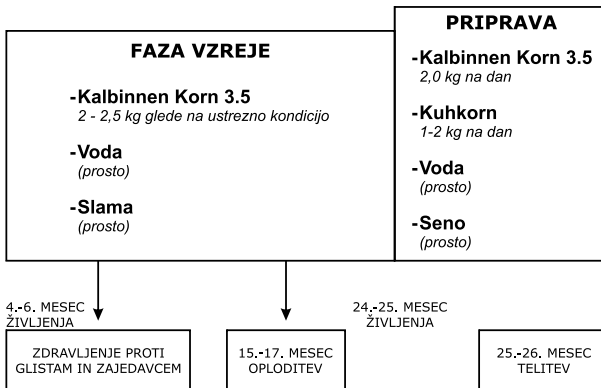 FAZA VZREJE
-Kalbinnen Korn 3.5
2 - 2,5 kg glede na ustrezno kondicijo
-Voda
(prosto)
-Slama
(prosto)
PRIPRAVA
-Kalbinnen Korn 3.5
2,0 kg na dan
-Kuhkorn
1-2 kg na dan
-Voda
(prosto)
-Seno
(prosto)
4.-6. MESEC
ŽIVLJENJA
24.-25. MESEC
ŽIVLJENJA
ZDRAVLJENJE PROTI
GLISTAM IN ZAJEDAVCEM
15.-17. MESEC
OPLODITEV
25.-26. MESEC
TELITEV